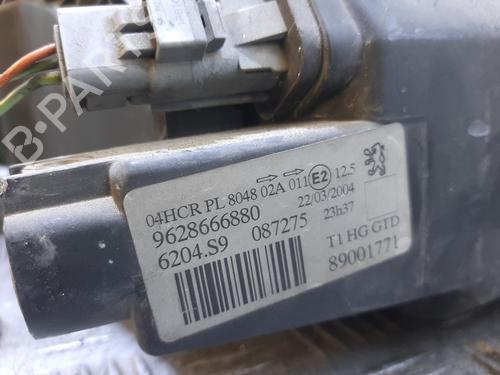 04HCR PL 8048 02A 011 E2 12.5
9628666880 22/03/2004
6204.S9 087275 23h37
T1 HG GTD
89001771
B-PARTS